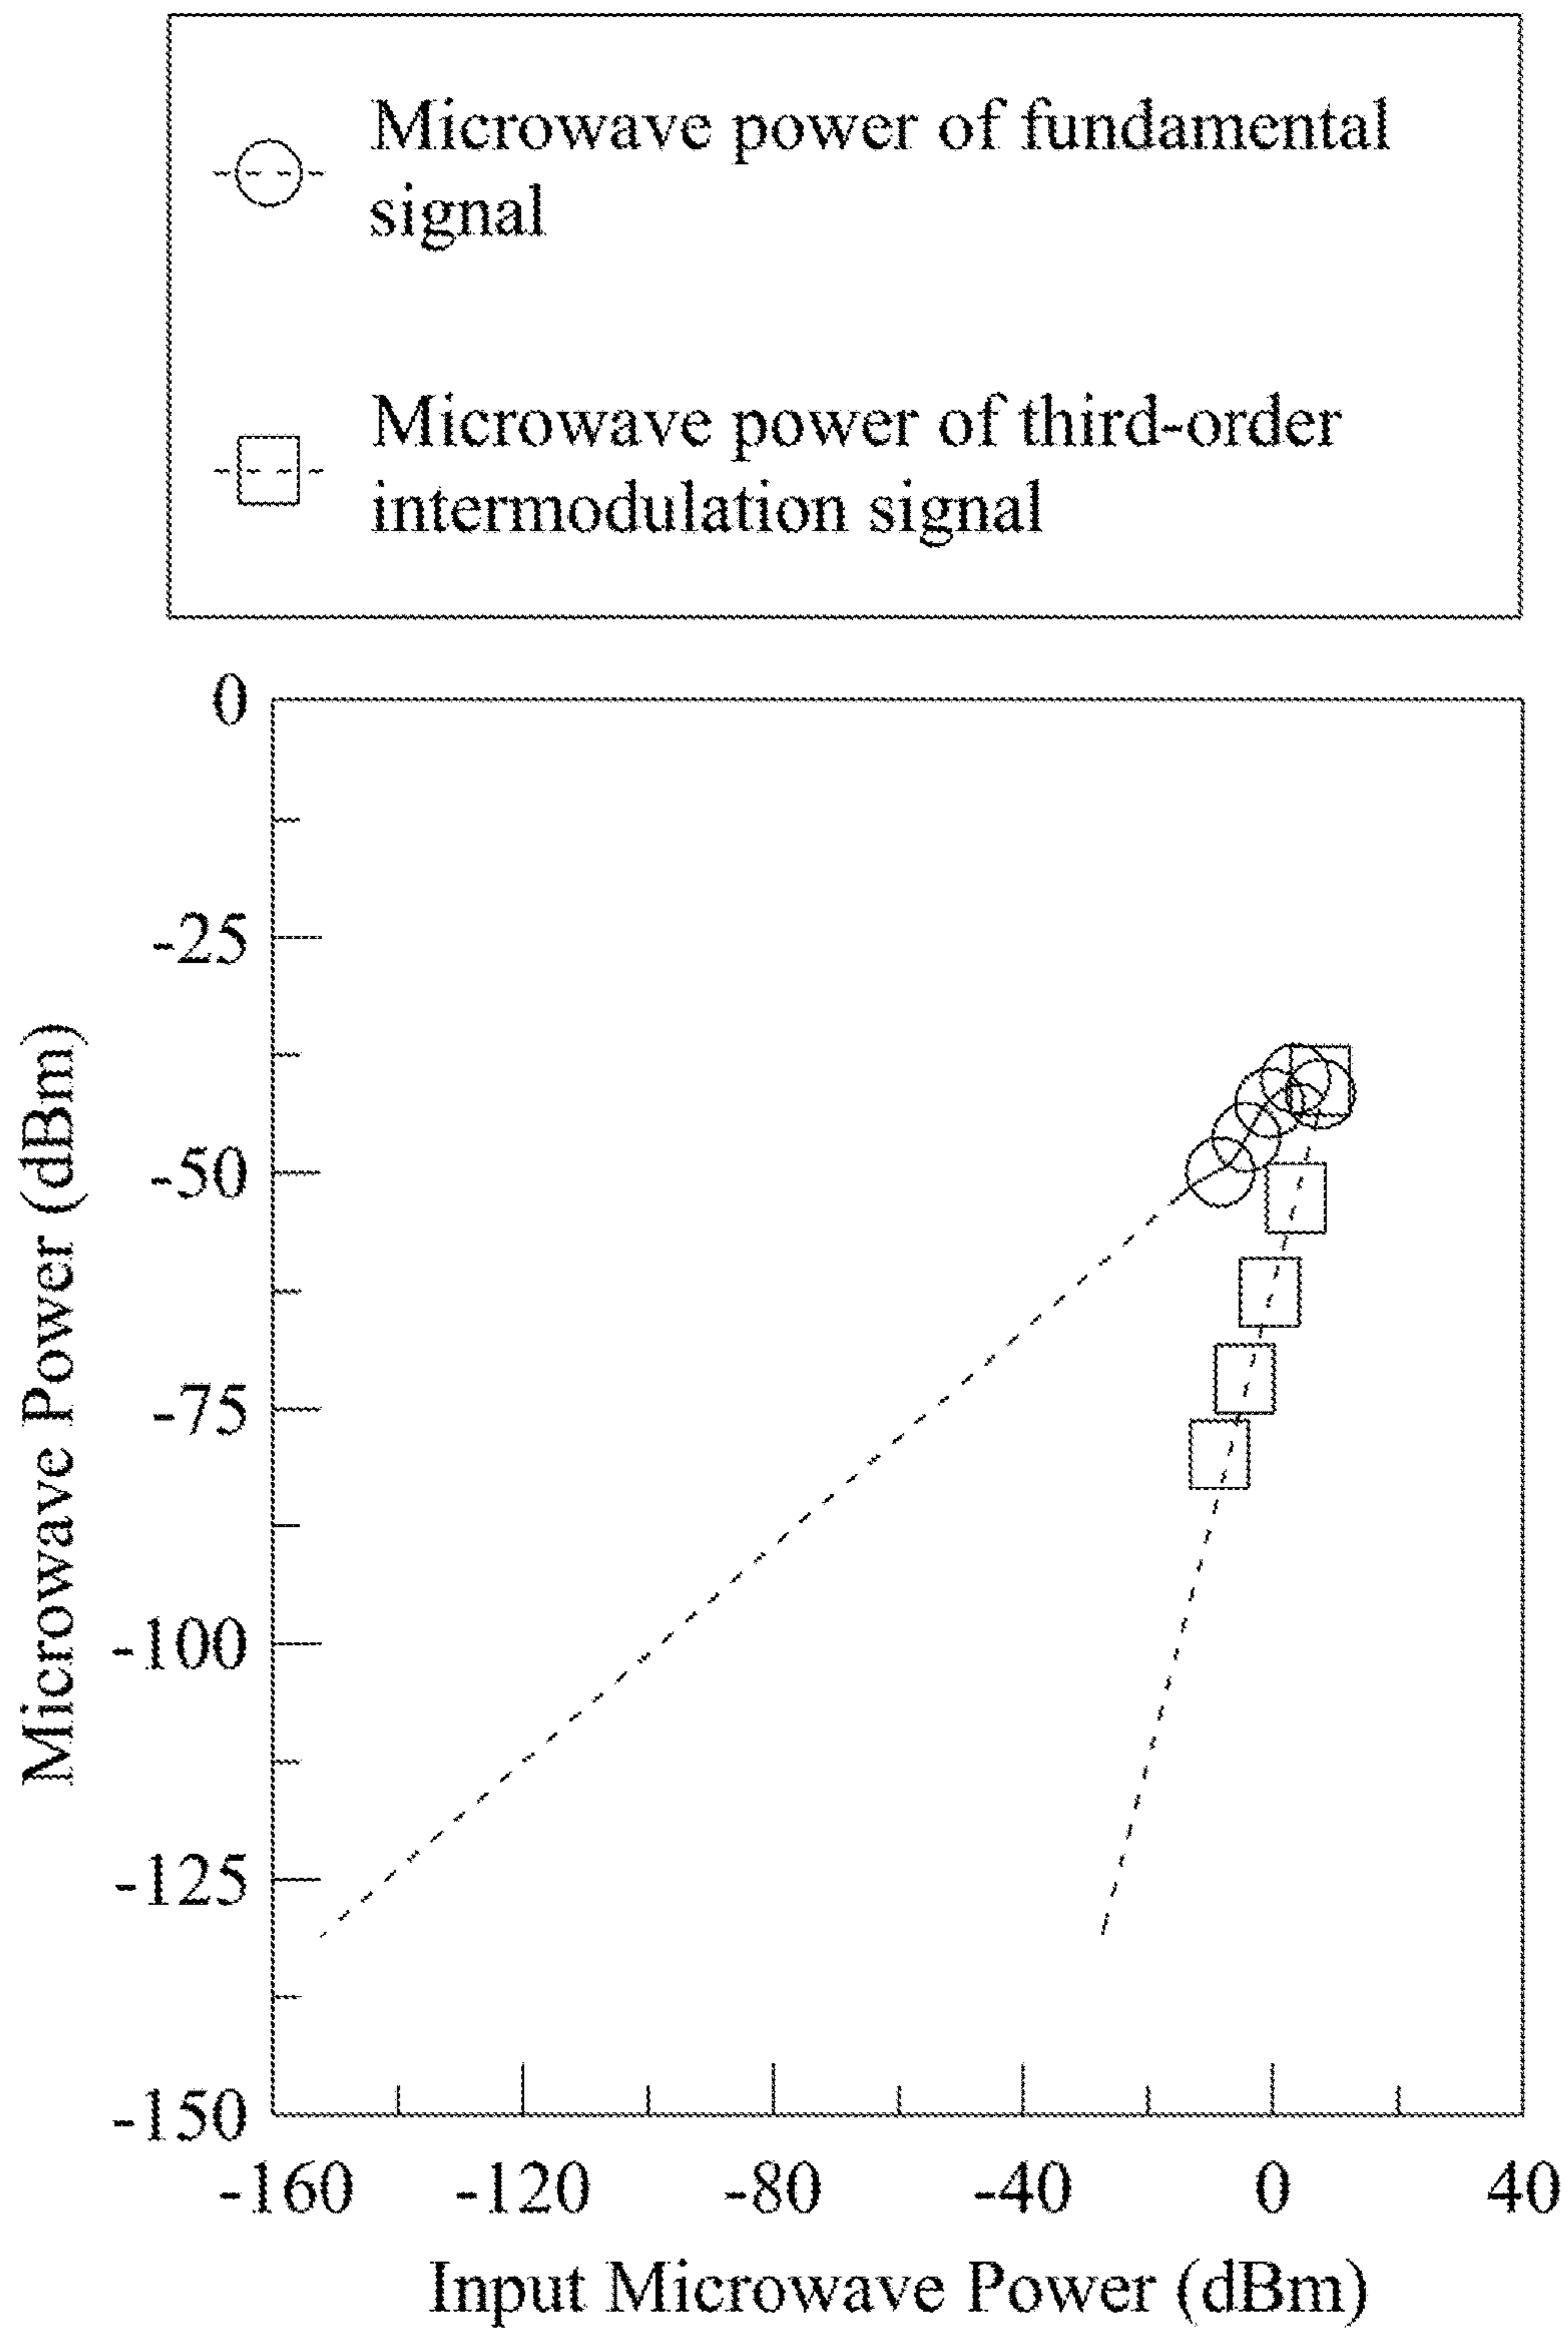 Microwave power of fundamental
signal
Microwave power of third-order
intermodulation signal
0
-25
-50
-75
-100
-125
-150
Microwave Power (dBm)
-160 -120 -80 -40 0 40
Input Microwave Power (dBm)